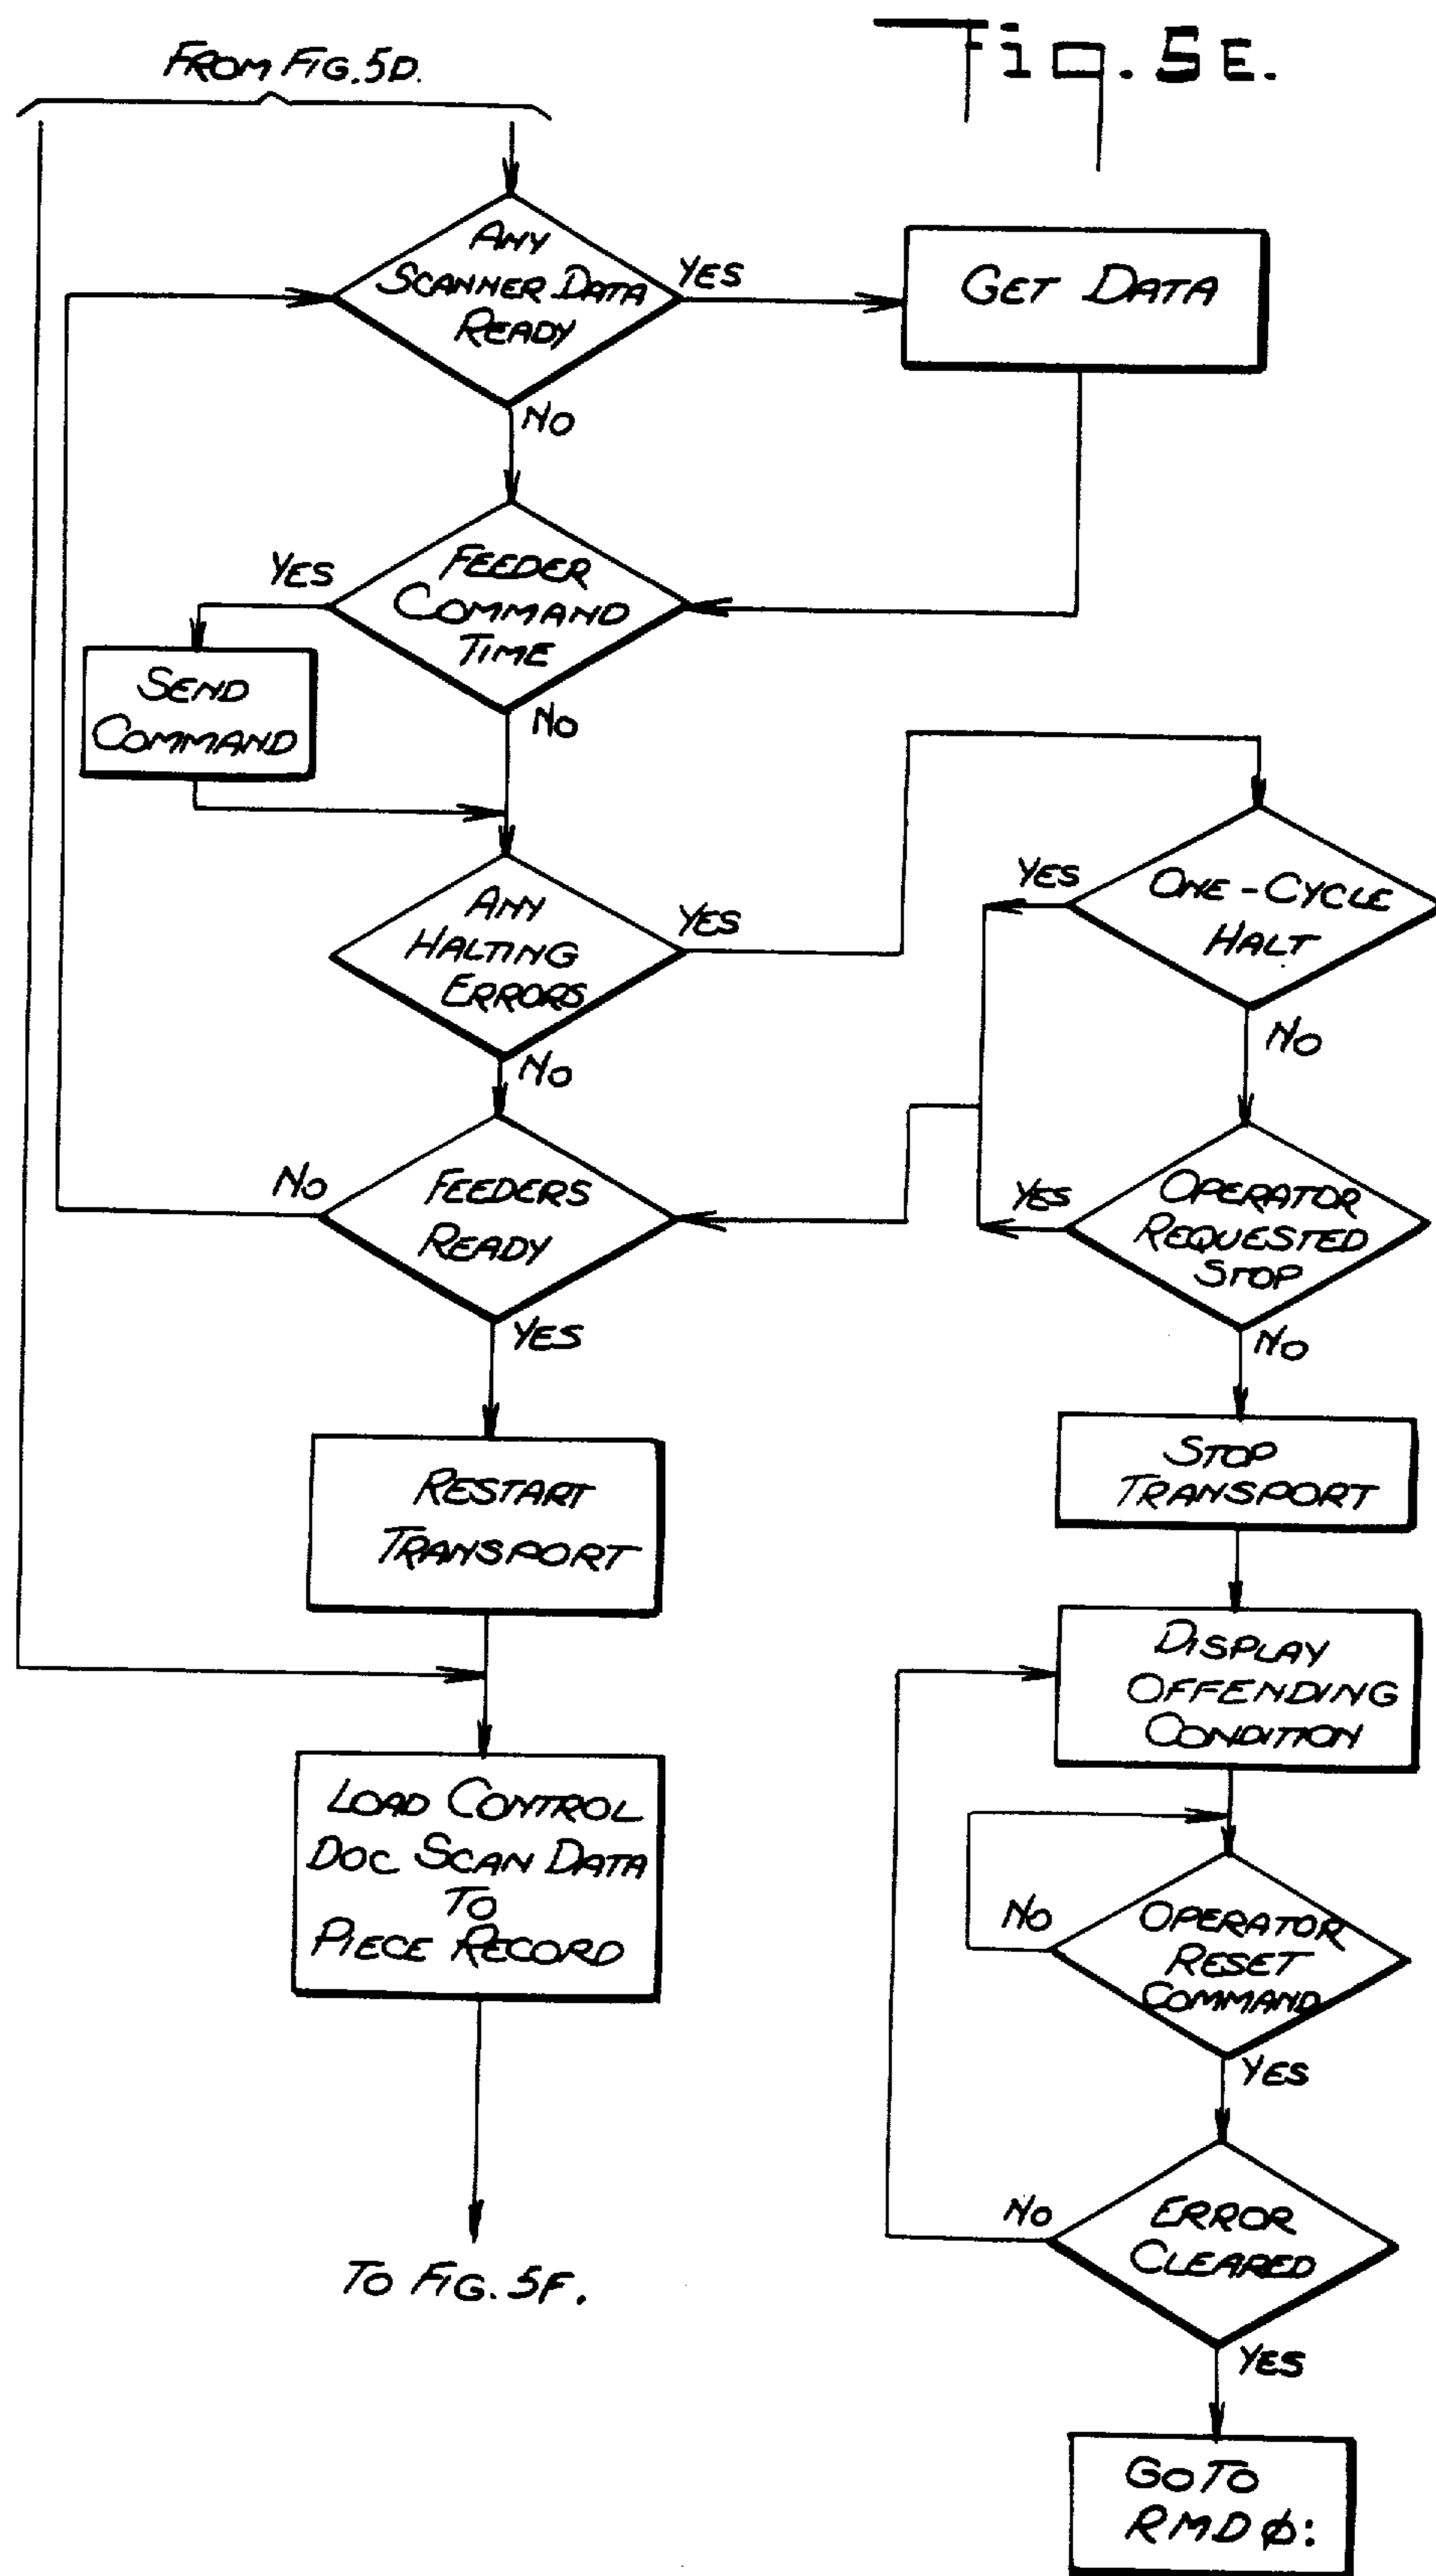 Fig. 5E.
FROM FIG. 5D.
ANY
SCANNER DATA
READY
YES
GET DATA
NO
YES
FEEDER
COMMAND
TIME
SEND
COMMAND
NO
ANY
HALTING
ERRORS
YES
YES
ONE-CYCLE
HALT
NO
NO
NO
FEEDERS
READY
YES
OPERATOR
REQUESTED
STOP
YES
NO
RESTART
TRANSPORT
STOP
TRANSPORT
DISPLAY
OFFENDING
CONDITION
LOAD CONTROL
DOC SCAN DATA
TO
PIECE RECORD
NO
OPERATOR
RESET
COMMAND
YES
NO
ERROR
CLEARED
TO FIG. 5F.
YES
GO TO
RMDφ: